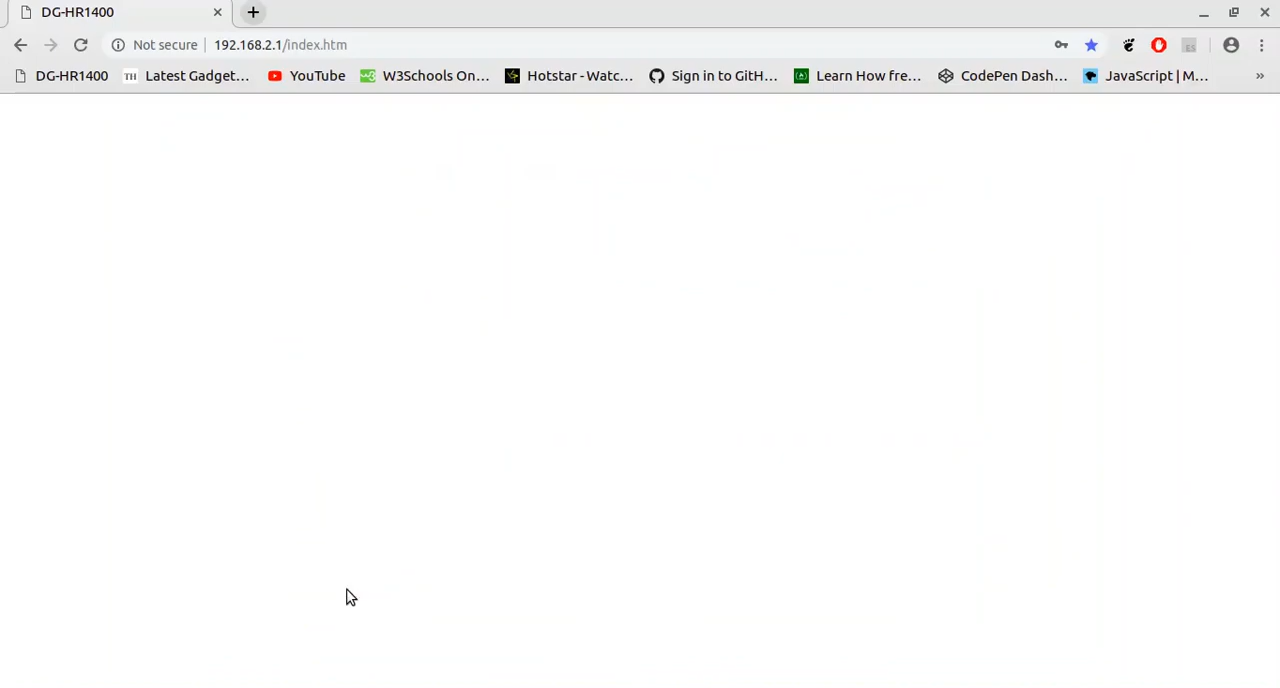 DG-HR1400
Not secure 192.168.2.1/index.htm
DG-HR1400 TH Latest Gadget... YouTube W3Schools On... Hotstar - Watc... Sign in to GitH... Learn How fre... CodePen Dash... JavaScript | M... »